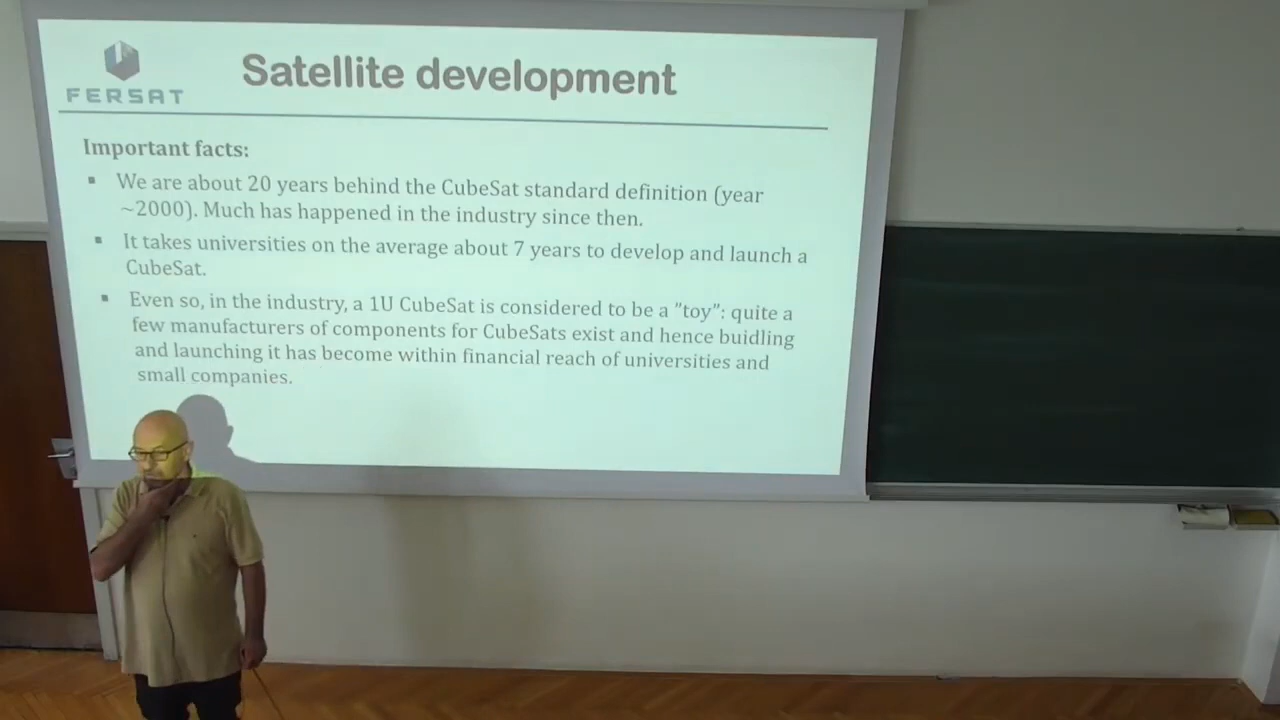 FERSAT
Satellite development
Important facts:
We are about 20 years behind the CubeSat standard definition (year
~2000). Much has happened in the industry since then.
It takes universities on the average about 7 years to develop and launch a
CubeSat.
Even so, in the industry, a 1U CubeSat is considered to be a ”toy”: quite a
few manufacturers of components for CubeSats exist and hence buidling
and launching it has become within financial reach of universities and
small companies.